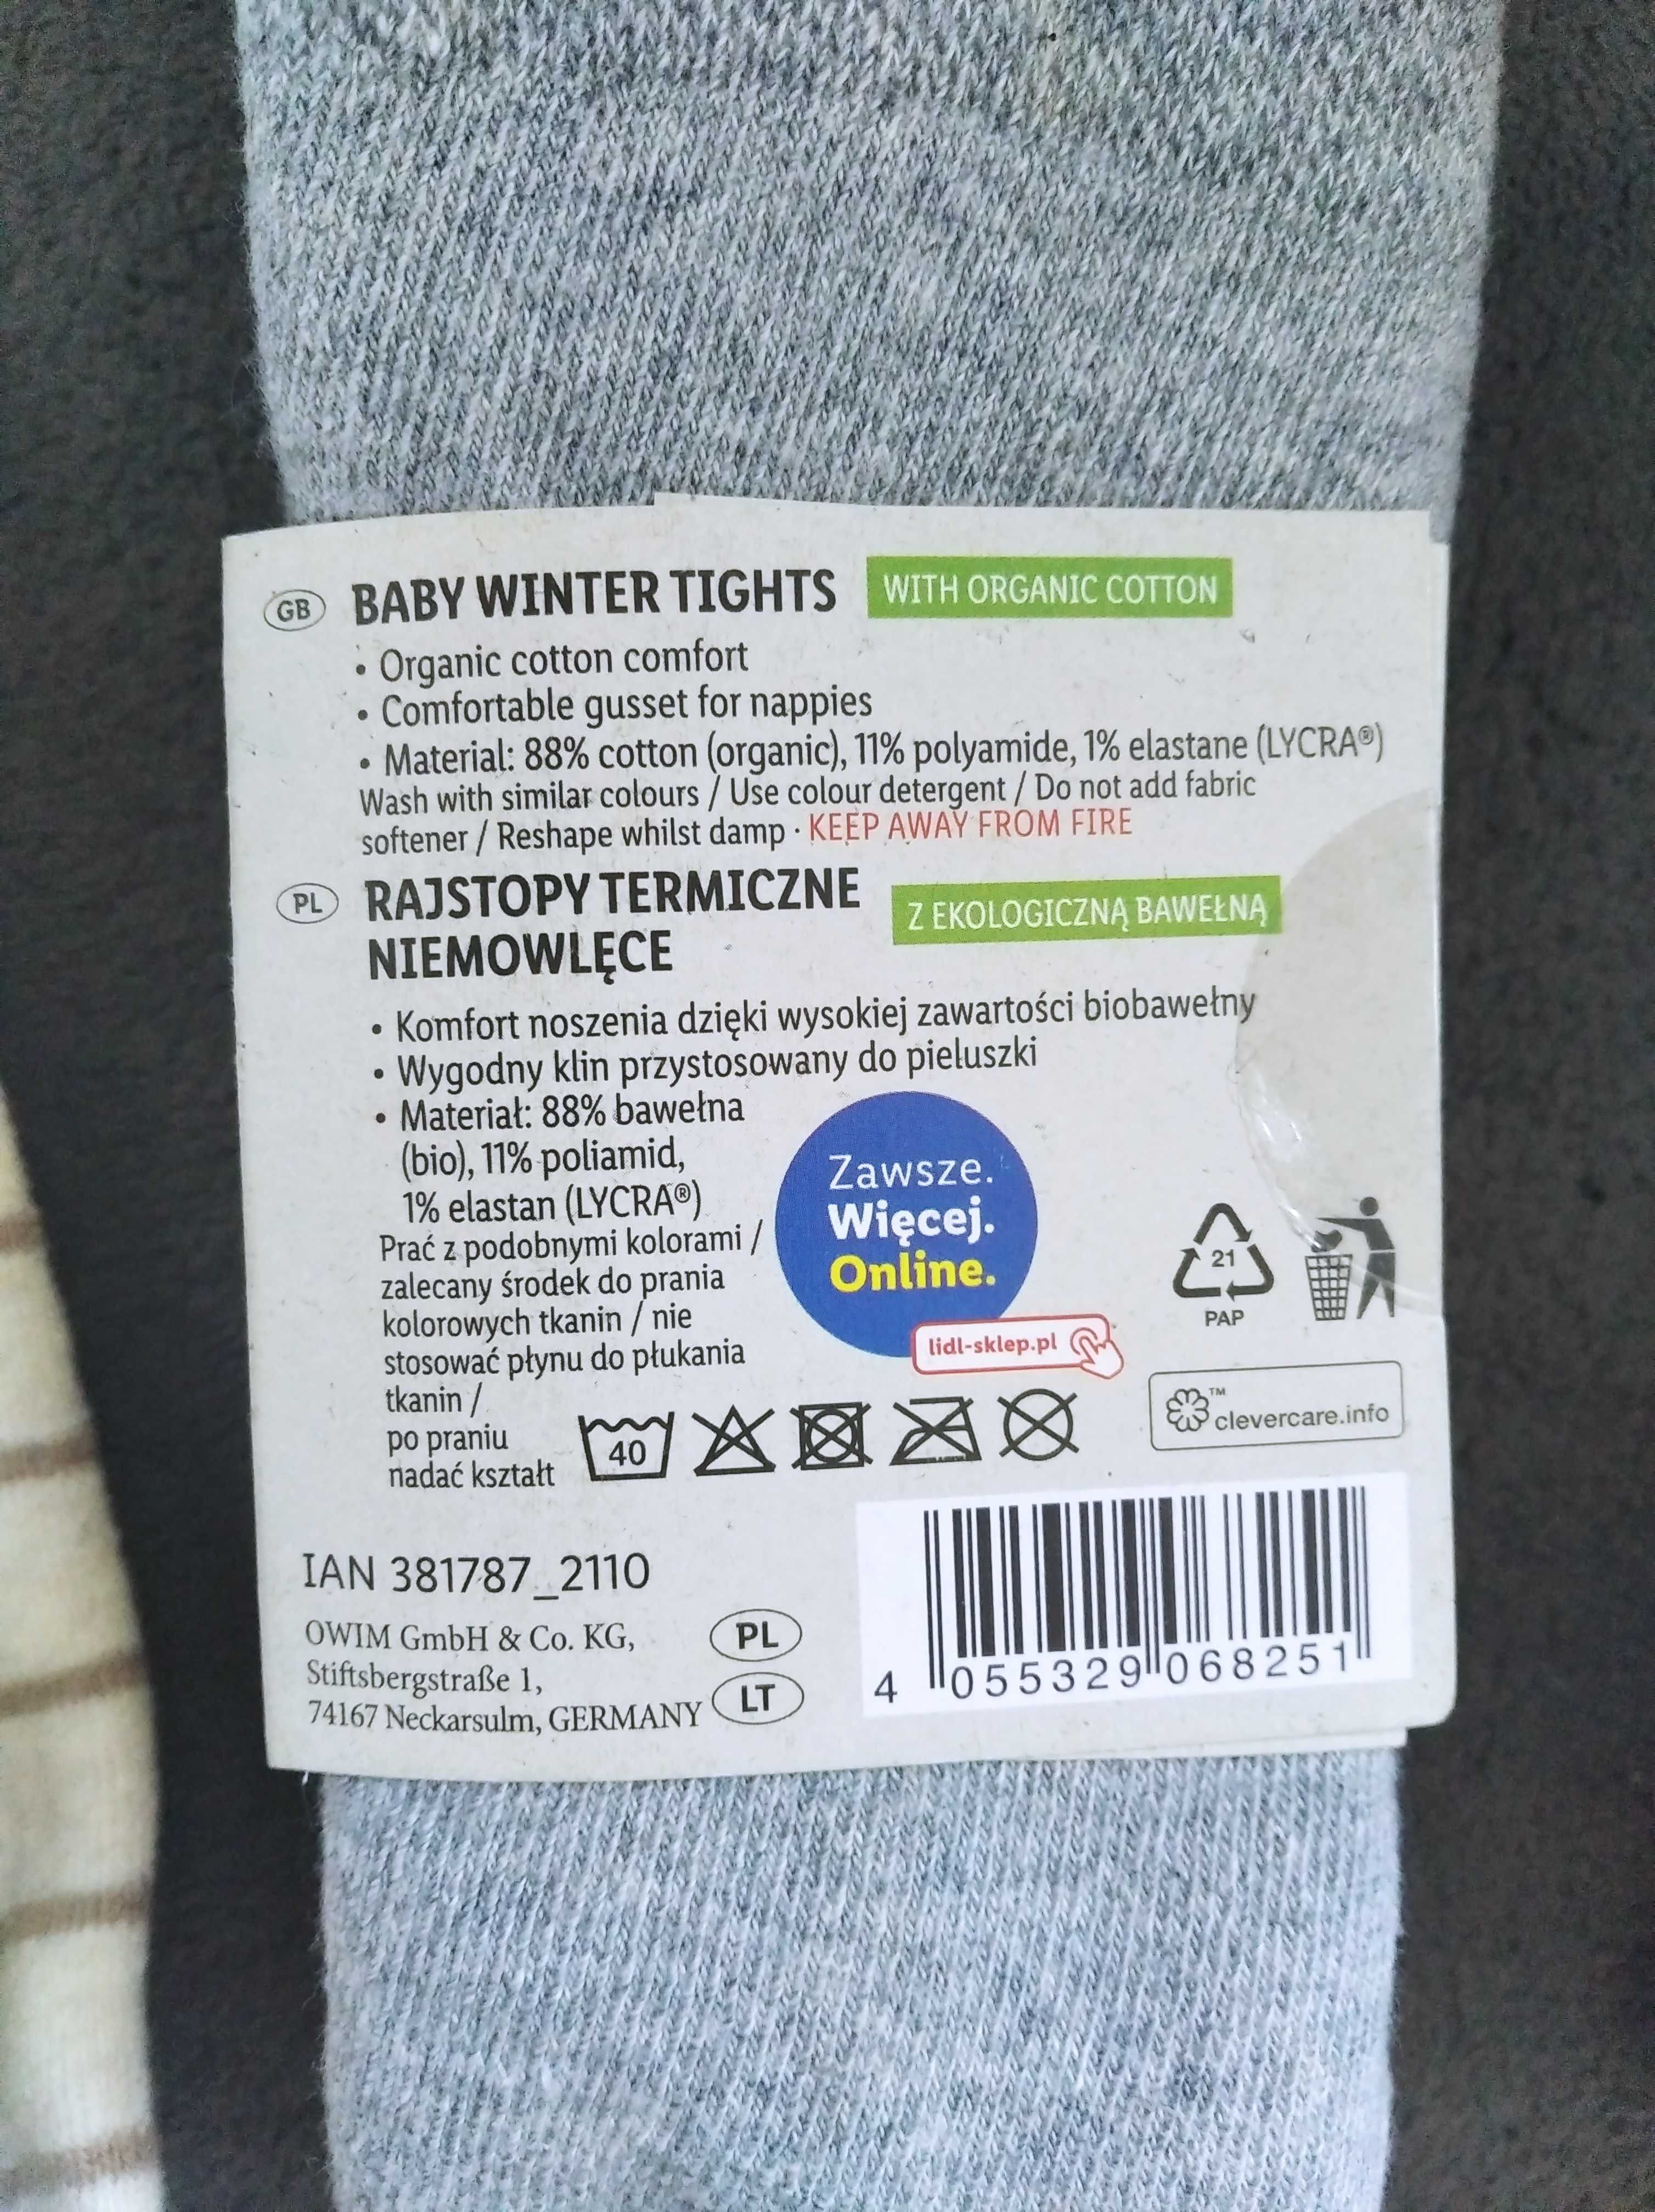 GB BABY WINTER TIGHTS WITH ORGANIC COTTON
• Organic cotton comfort
• Comfortable gusset for nappies
• Material: 88% cotton (organic), 11% polyamide, 1% elastane (LYCRA®)
Wash with similar colours / Use colour detergent / Do not add fabric
softener / Reshape whilst damp · KEEP AWAY FROM FIRE
PL RAJSTOPY TERMICZNE
NIEMOWLĘCE
Z EKOLOGICZNĄ BAWEŁNĄ
• Komfort noszenia dzięki wysokiej zawartości biobawełny
• Wygodny klin przystosowany do pieluszki
• Materiał: 88% bawełna
(bio), 11% poliamid,
1% elastan (LYCRA®)
Prać z podobnymi kolorami /
zalecany środek do prania
kolorowych tkanin / nie
stosować płynu do płukania
tkanin /
po praniu
nadać kształt
Zawsze.
Więcej.
Online.
lidl-sklep.pl
21
PAP
40
™ clevercare.info
IAN 381787_2110
OWIM GmbH & Co. KG,
Stiftsbergstraße 1,
74167 Neckarsulm, GERMANY
PL
LT
4 055329 068251